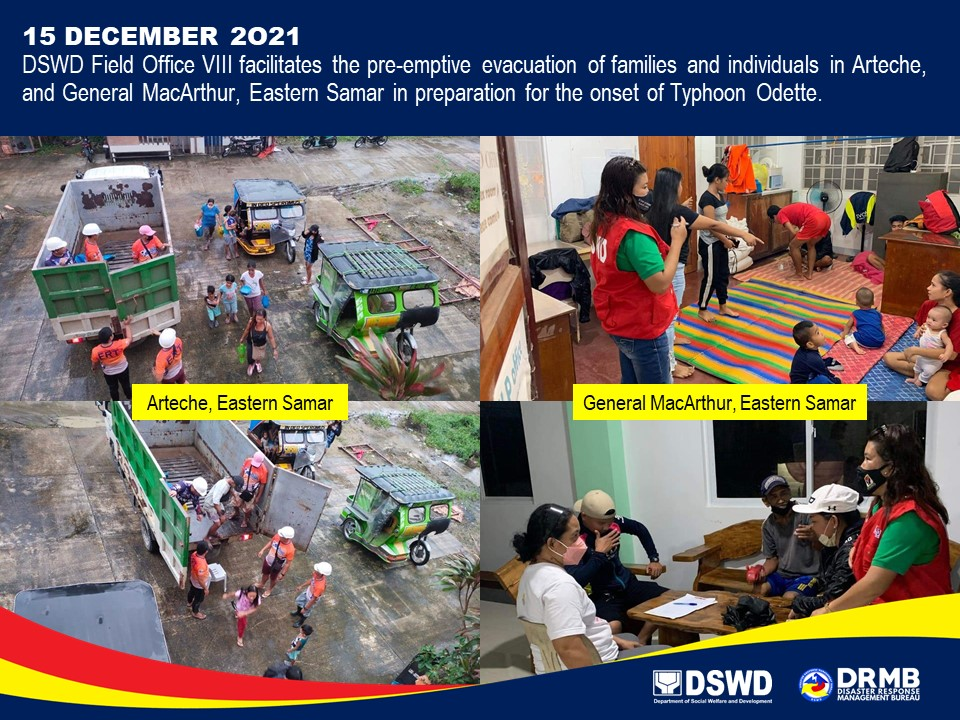 15 DECEMBER 2O21
DSWD Field Office VIII facilitates the pre-emptive evacuation of families and individuals in Arteche,
and General MacArthur, Eastern Samar in preparation for the onset of Typhoon Odette.
ERT
Arteche, Eastern Samar
General MacArthur, Eastern Samar
DSWD
Department of Social Welfare and Development
DRMB
DISASTER RESPONSE
MANAGEMENT BUREAU